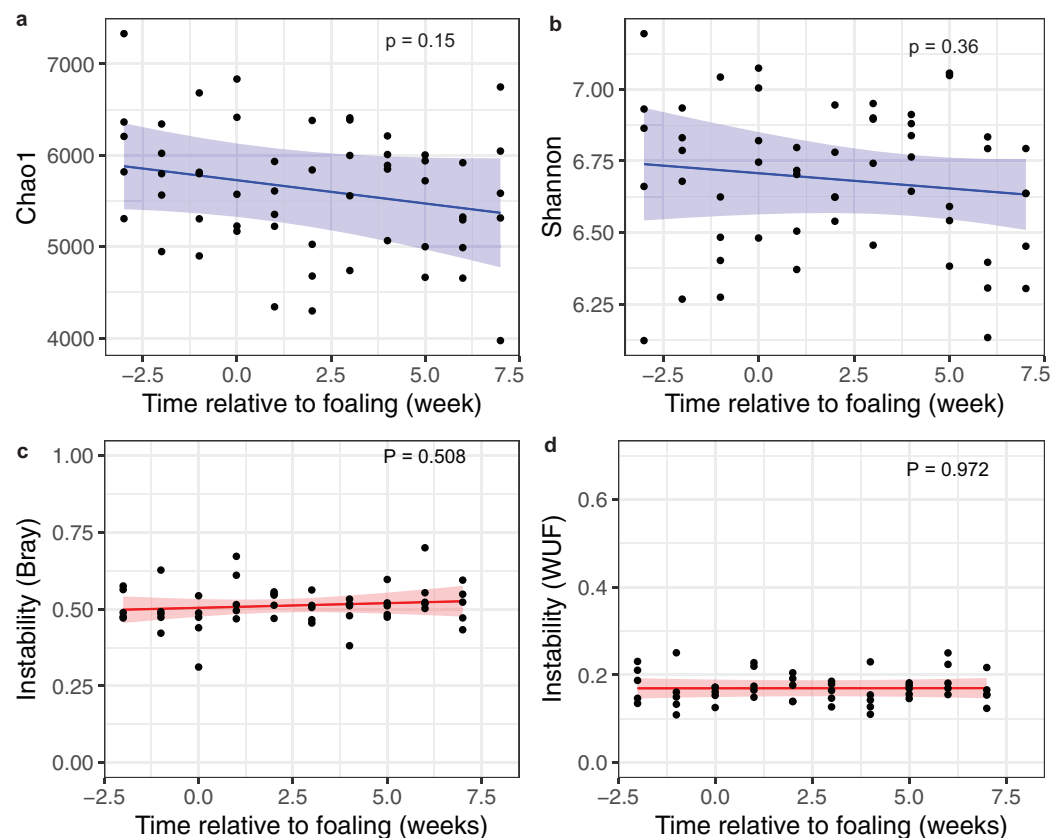 a
p = 0.15
7000
6000
5000
4000
Chao1
−2.5 0.0 2.5 5.0 7.5
Time relative to foaling (week)
b
p = 0.36
7.00
6.75
6.50
6.25
Shannon
−2.5 0.0 2.5 5.0 7.5
Time relative to foaling (week)
c
P = 0.508
1.00
0.75
0.50
0.25
0.00
Instability (Bray)
−2.5 0.0 2.5 5.0 7.5
Time relative to foaling (weeks)
d
P = 0.972
0.6
0.4
0.2
0.0
Instability (WUF)
−2.5 0.0 2.5 5.0 7.5
Time relative to foaling (weeks)